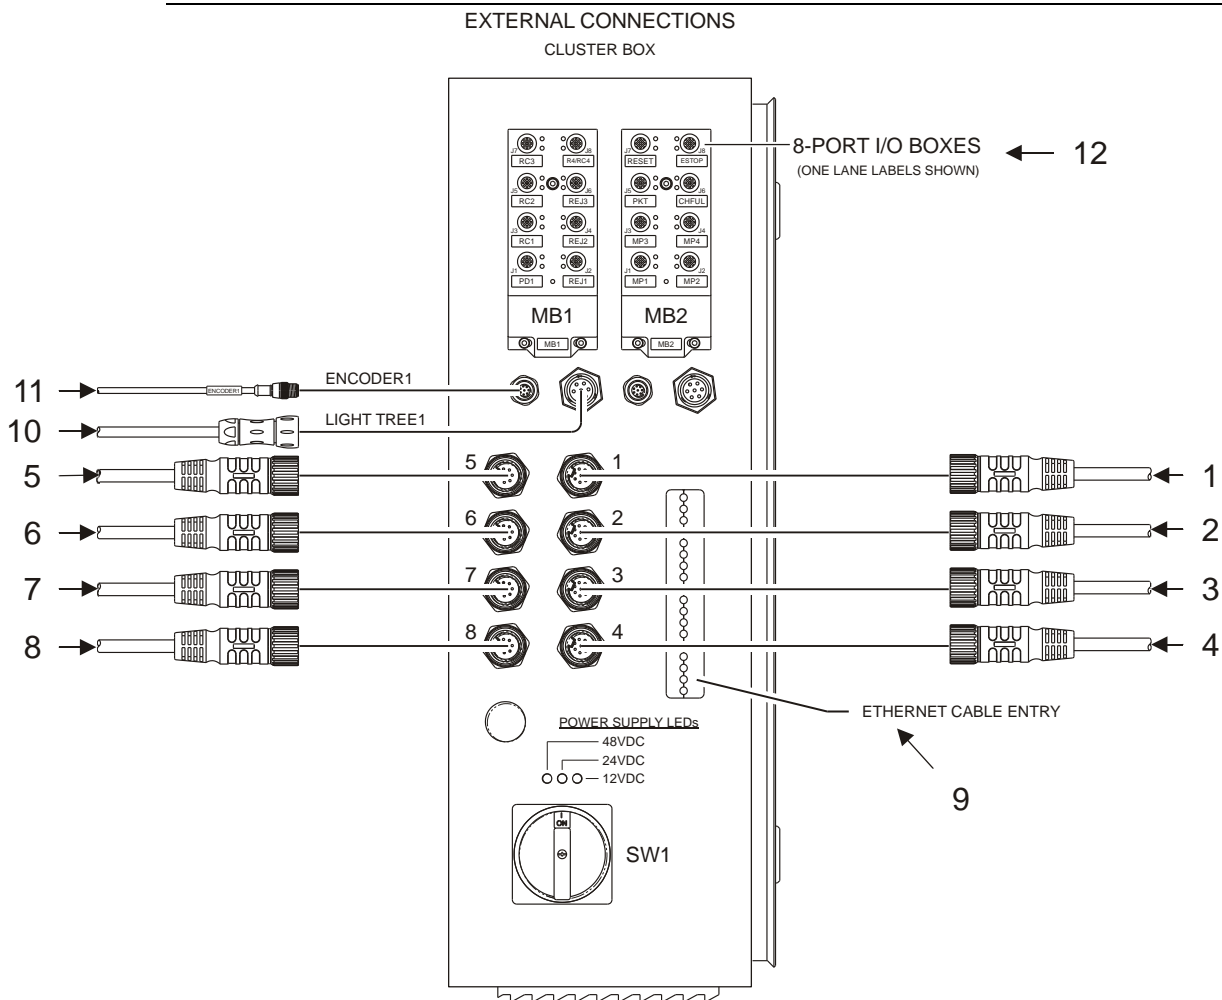 EXTERNAL CONNECTIONS
CLUSTER BOX
8-PORT I/O BOXES
(ONE LANE LABELS SHOWN)
12
J7 J8
RC3 R4/RC4
J5 J6
RC2 REJ3
J3 J4
RC1 REJ2
J1 J2
PD1 REJ1
MB1
MB1
J7 J8
RESET ESTOP
J5 J6
PKT CHFUL
J3 J4
MP3 MP4
J1 J2
MP1 MP2
MB2
MB2
11 ENCODER1 ENCODER1
10 LIGHT TREE1
5 5 1 1
6 6 2 2
7 7 3 3
8 8 4 4
ETHERNET CABLE ENTRY
9
POWER SUPPLY LEDs
48VDC
24VDC
12VDC
I
ON
SW1